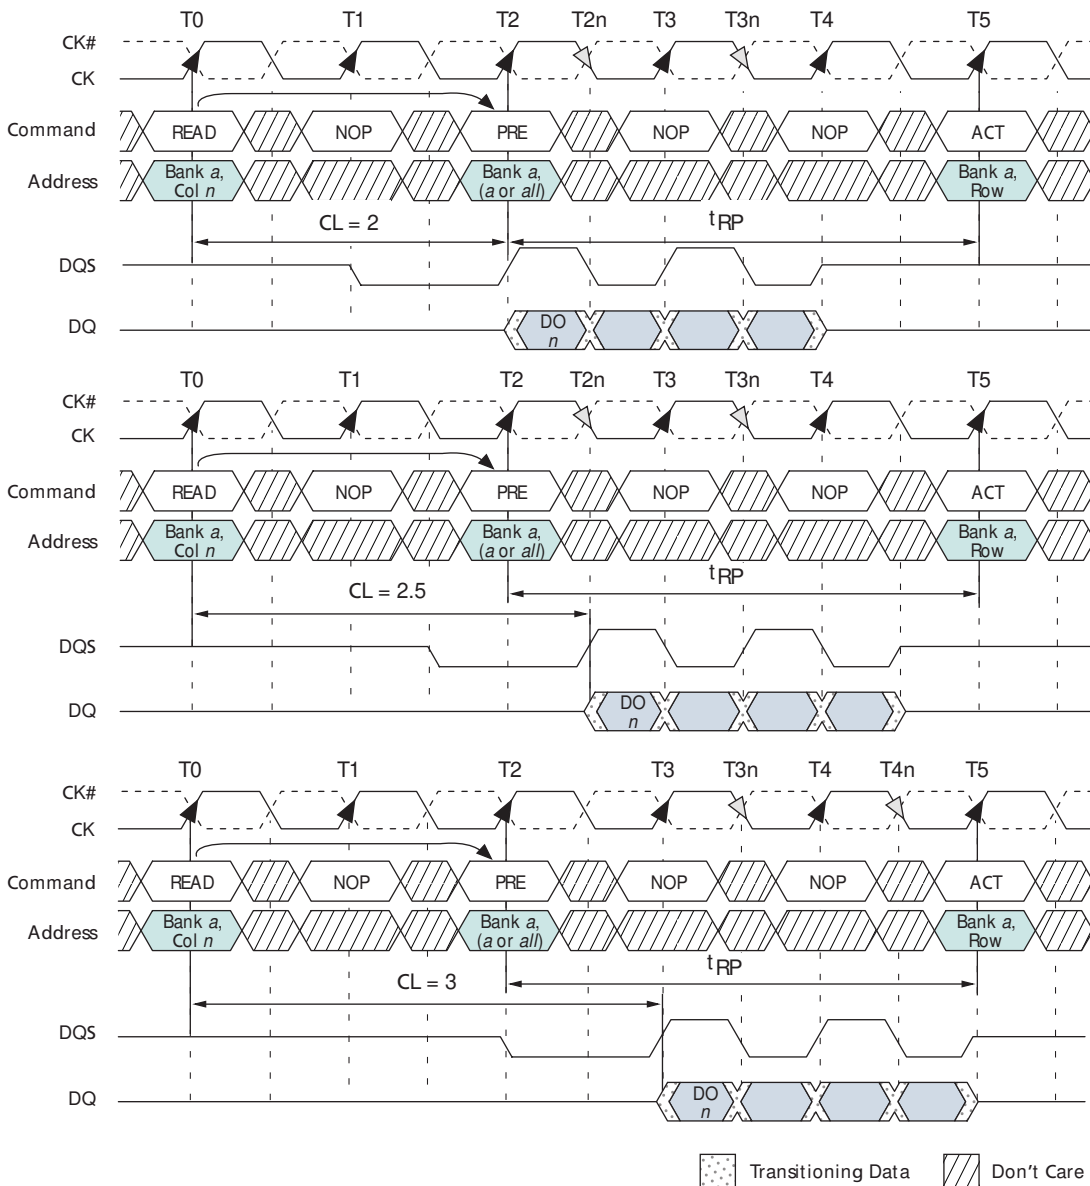 T0 T1 T2 T2n T3 T3n T4 T5
CK#
CK
Command READ NOP PRE NOP NOP ACT
Address Bank a, Col n Bank a, (a or all) Bank a, Row
CL = 2 tRP
DQS
DQ DO n
T0 T1 T2 T2n T3 T3n T4 T5
CK#
CK
Command READ NOP PRE NOP NOP ACT
Address Bank a, Col n Bank a, (a or all) Bank a, Row
CL = 2.5 tRP
DQS
DQ DO n
T0 T1 T2 T3 T3n T4 T4n T5
CK#
CK
Command READ NOP PRE NOP NOP ACT
Address Bank a, Col n Bank a, (a or all) Bank a, Row
CL = 3 tRP
DQS
DQ DO n
Transitioning Data Don't Care